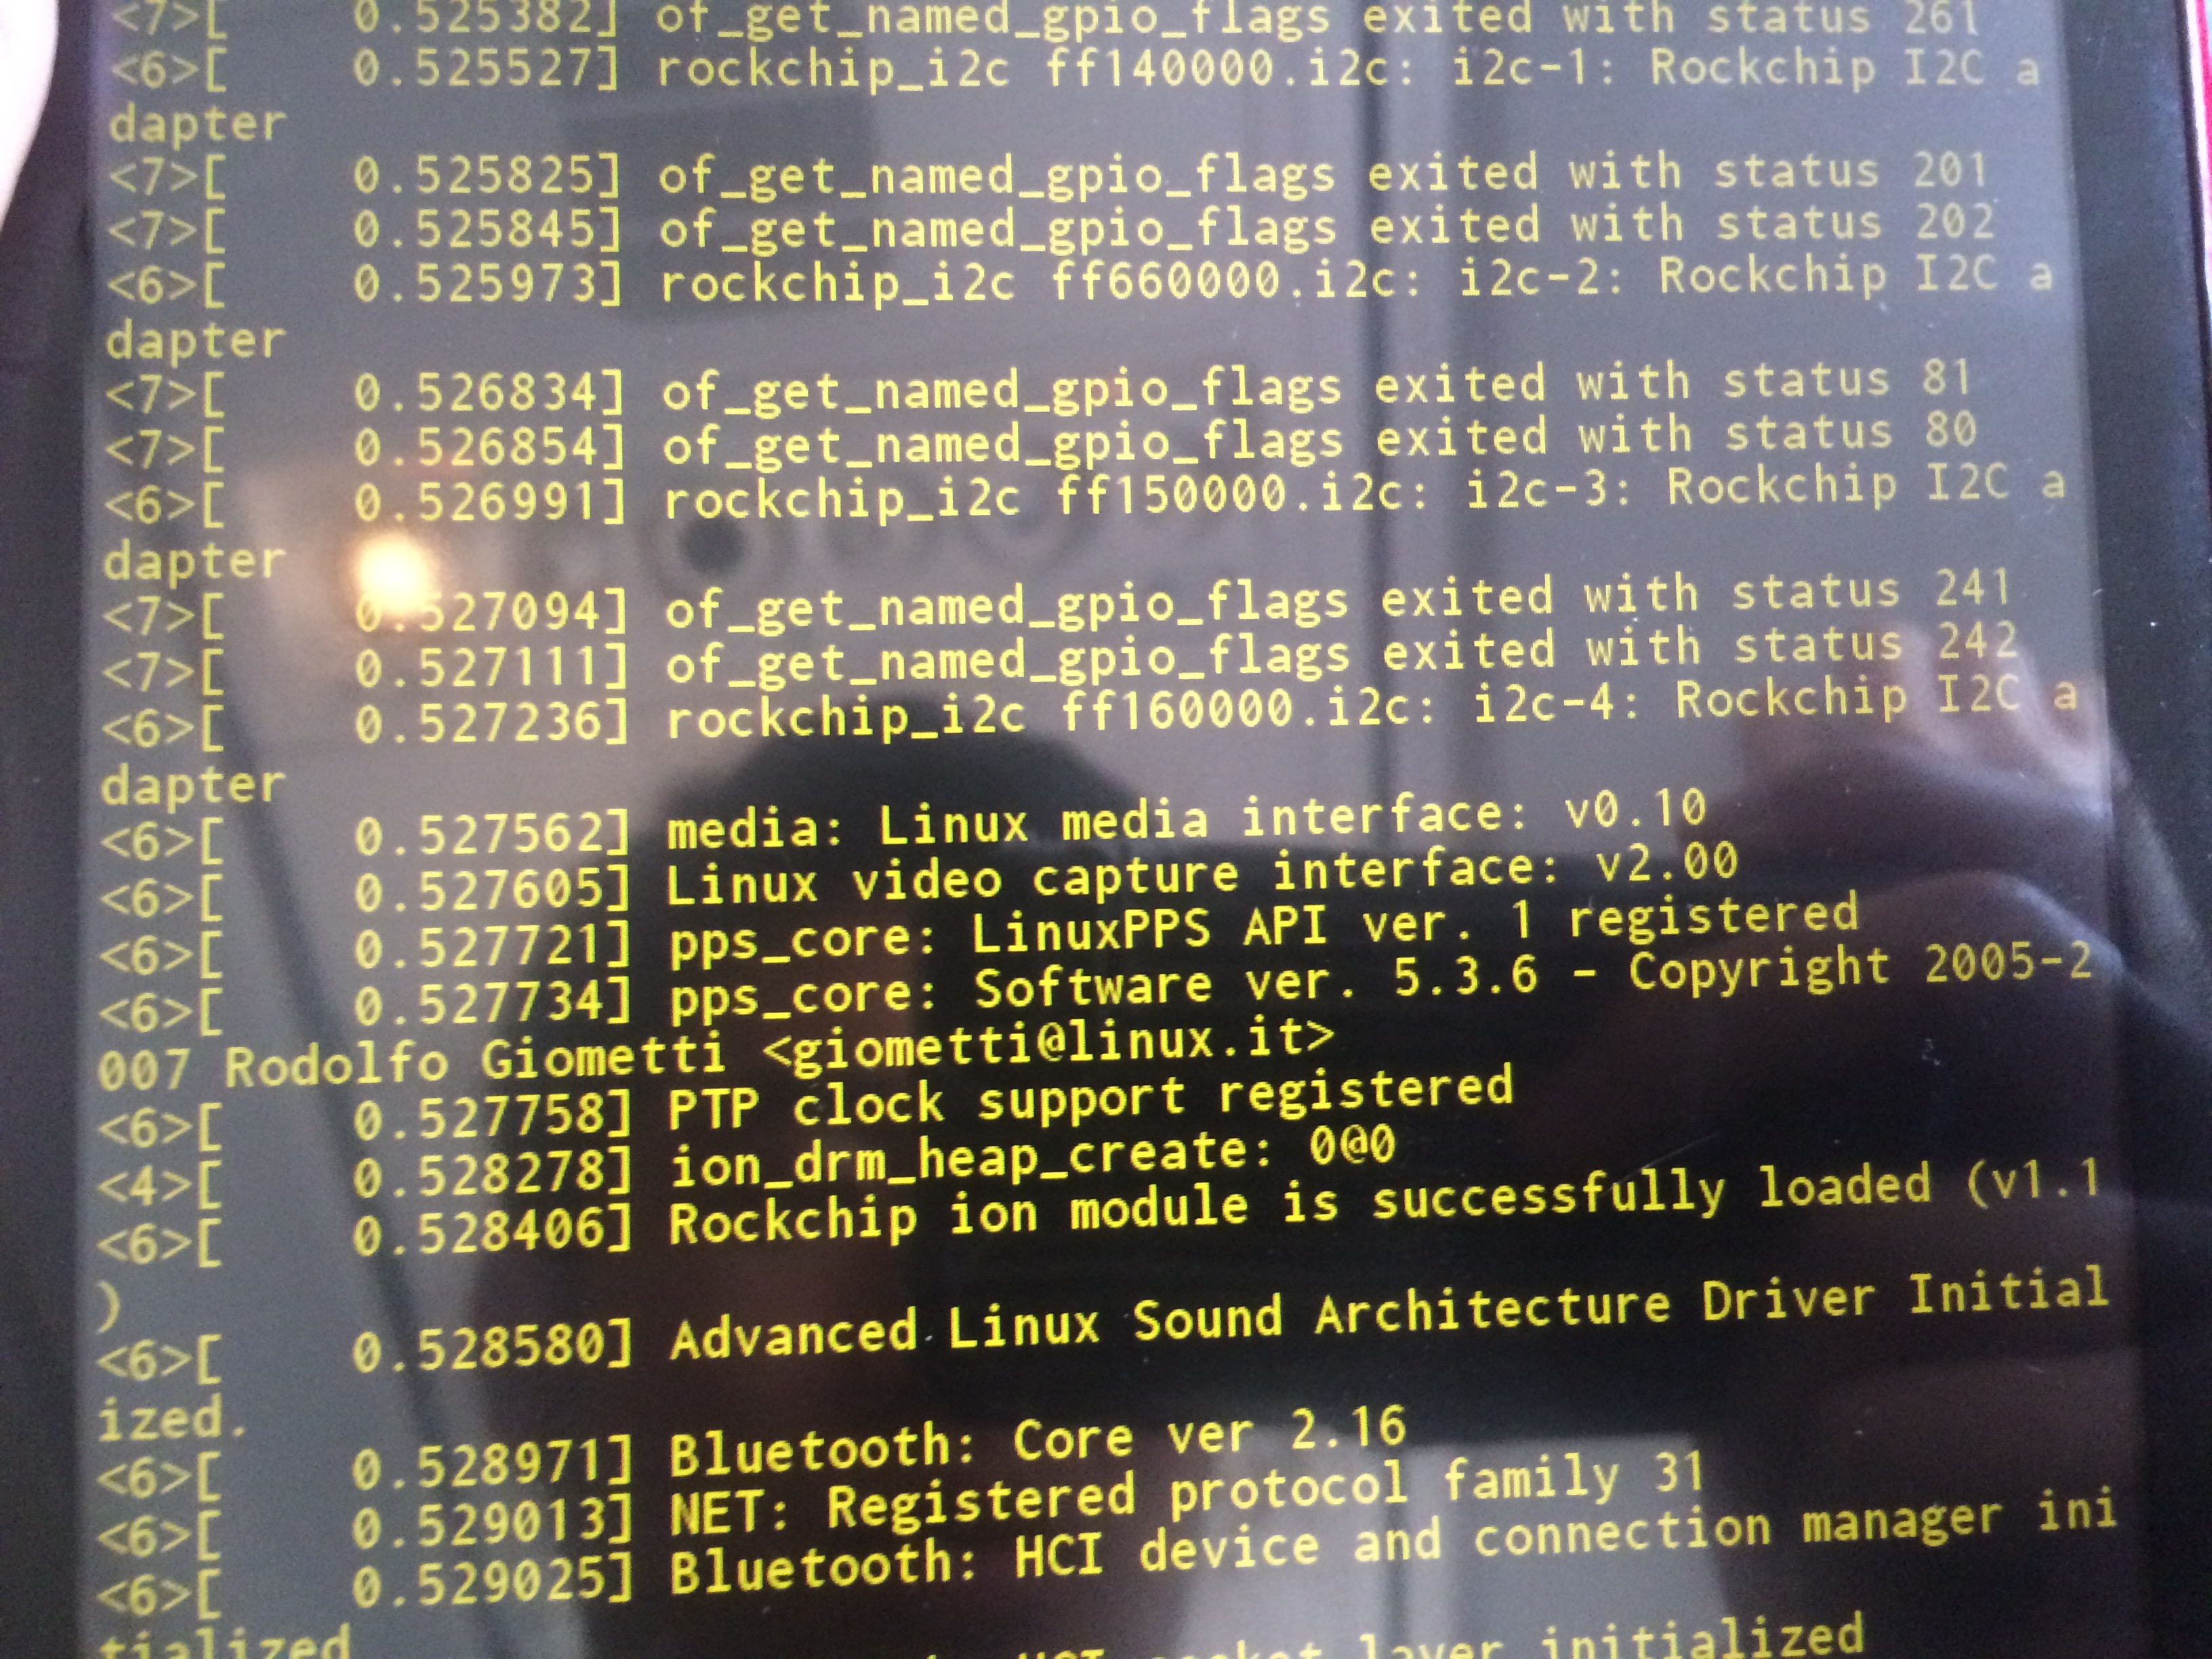 <7>[    0.525382] of_get_named_gpio_flags exited with status 261
<6>[    0.525527] rockchip_i2c ff140000.i2c: i2c-1: Rockchip I2C a
dapter
<7>[    0.525825] of_get_named_gpio_flags exited with status 201
<7>[    0.525845] of_get_named_gpio_flags exited with status 202
<6>[    0.525973] rockchip_i2c ff660000.i2c: i2c-2: Rockchip I2C a
dapter
<7>[    0.526834] of_get_named_gpio_flags exited with status 81
<7>[    0.526854] of_get_named_gpio_flags exited with status 80
<6>[    0.526991] rockchip_i2c ff150000.i2c: i2c-3: Rockchip I2C a
dapter
<7>[    0.527094] of_get_named_gpio_flags exited with status 241
<7>[    0.527111] of_get_named_gpio_flags exited with status 242
<6>[    0.527236] rockchip_i2c ff160000.i2c: i2c-4: Rockchip I2C a
dapter
<6>[    0.527562] media: Linux media interface: v0.10
<6>[    0.527605] Linux video capture interface: v2.00
<6>[    0.527721] pps_core: LinuxPPS API ver. 1 registered
<6>[    0.527734] pps_core: Software ver. 5.3.6 - Copyright 2005-2
007 Rodolfo Giometti <giometti@linux.it>
<6>[    0.527758] PTP clock support registered
<4>[    0.528278] ion_drm_heap_create: 0@0
<6>[    0.528406] Rockchip ion module is successfully loaded (v1.1
)
<6>[    0.528580] Advanced Linux Sound Architecture Driver Initial
ized.
<6>[    0.528971] Bluetooth: Core ver 2.16
<6>[    0.529013] NET: Registered protocol family 31
<6>[    0.529025] Bluetooth: HCI device and connection manager ini
tialized
HCI socket layer initialized